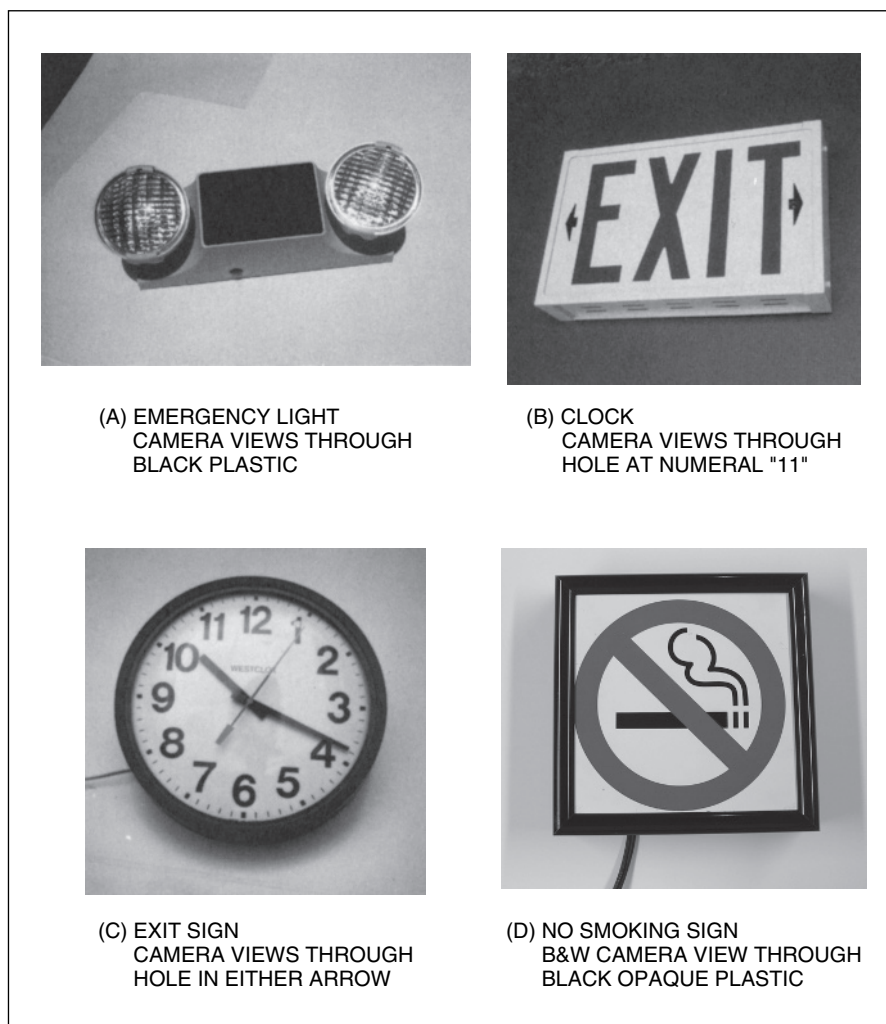 EXIT
(A) EMERGENCY LIGHT
CAMERA VIEWS THROUGH
BLACK PLASTIC
(B) CLOCK
CAMERA VIEWS THROUGH
HOLE AT NUMERAL "11"
12
11
10
9
8
7
6
5
4
3
2
WESTCLOX
(C) EXIT SIGN
CAMERA VIEWS THROUGH
HOLE IN EITHER ARROW
(D) NO SMOKING SIGN
B&W CAMERA VIEW THROUGH
BLACK OPAQUE PLASTIC